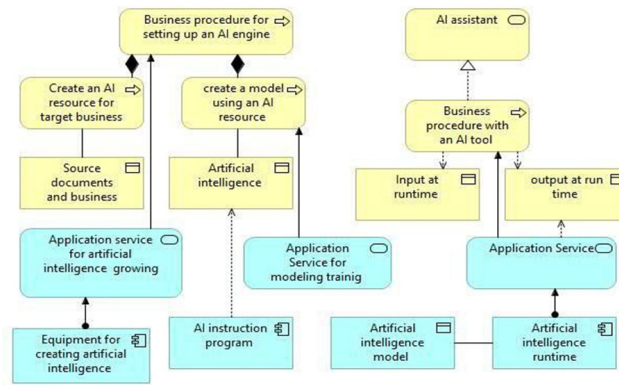 Business procedure for
setting up an AI engine
AI assistant
Create an AI
resource for
target business
create a model
using an AI
resource
Business
procedure with
an AI tool
Source
documents
and business
Artificial
intelligence
Input at
runtime
output at run
time
Application service
for artificial
intelligence growing
Application
Service for
modeling trainig
Application Service
Equipment for
creating artificial
intelligence
AI instruction
program
Artificial
intelligence
model
Artificial
intelligence
runtime